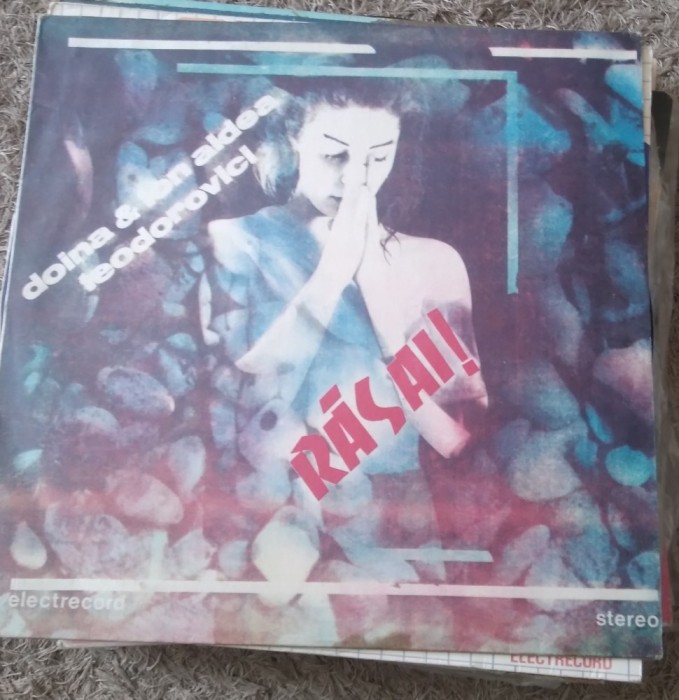 doina & ion aldea
teodorovici
RĂSAI!
electrecord
stereo
ELECTRECORD